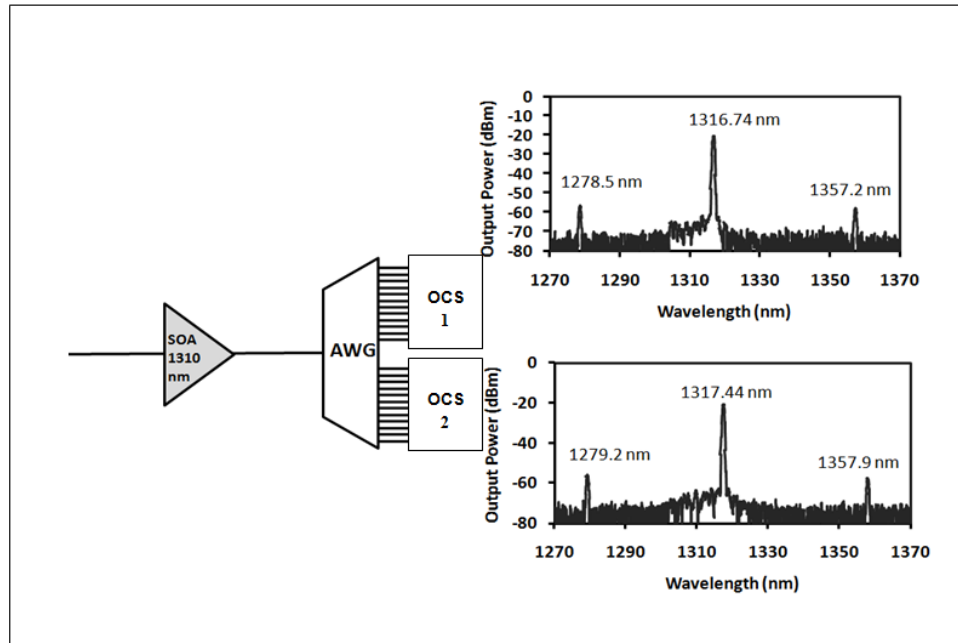 SOA
1310
nm
AWG
OCS
1
OCS
2
Output Power (dBm)
0
-10
-20
-30
-40
-50
-60
-70
-80
1316.74 nm
1278.5 nm
1357.2 nm
1270 1290 1310 1330 1350 1370
Wavelength (nm)
Output Power (dBm)
0
-20
-40
-60
-80
1317.44 nm
1279.2 nm
1357.9 nm
1270 1290 1310 1330 1350 1370
Wavelength (nm)